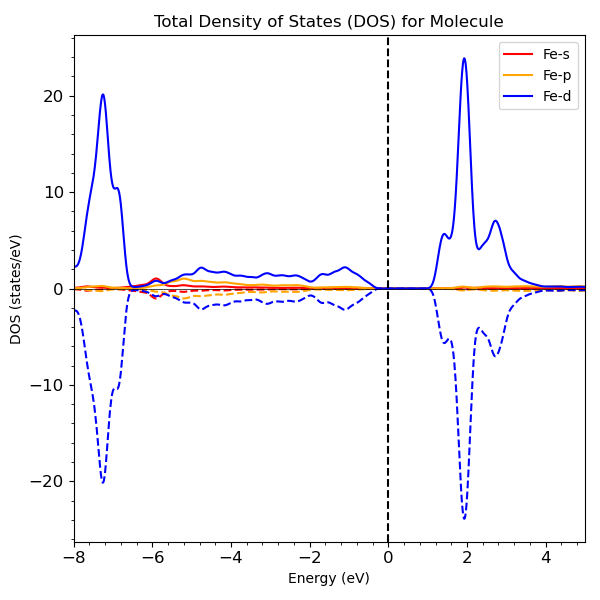 Total Density of States (DOS) for Molecule
Fe-s
Fe-p
Fe-d
DOS (states/eV)
20
10
0
−10
−20
−8 −6 −4 −2 0 2 4
Energy (eV)